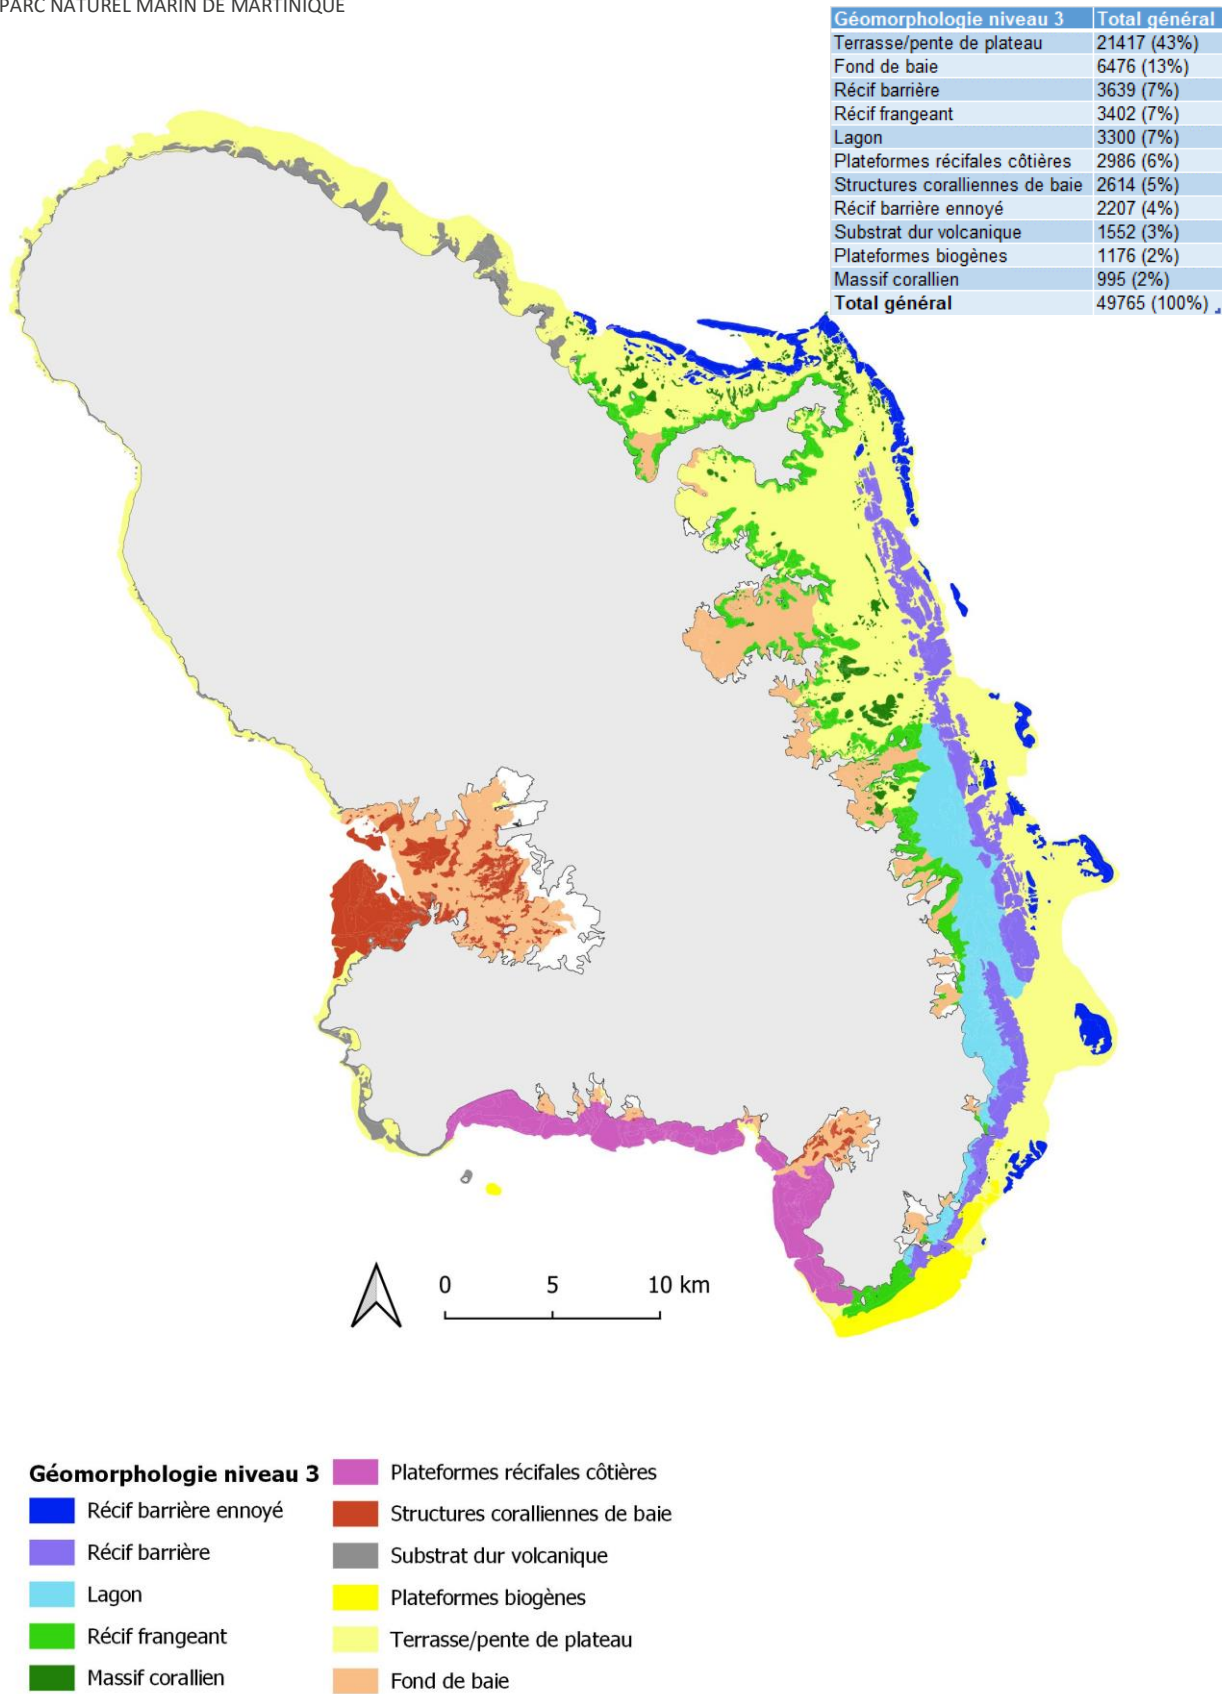 PARC NATUREL MARIN DE MARTINIQUE
Géomorphologie niveau 3 Total général
Terrasse/pente de plateau 21417 (43%)
Fond de baie 6476 (13%)
Récif barrière 3639 (7%)
Récif frangeant 3402 (7%)
Lagon 3300 (7%)
Plateformes récifales côtières 2986 (6%)
Structures coralliennes de baie 2614 (5%)
Récif barrière ennoyé 2207 (4%)
Substrat dur volcanique 1552 (3%)
Plateformes biogènes 1176 (2%)
Massif corallien 995 (2%)
Total général 49765 (100%)
0 5 10 km
Géomorphologie niveau 3
Récif barrière ennoyé
Récif barrière
Lagon
Récif frangeant
Massif corallien
Plateformes récifales côtières
Structures coralliennes de baie
Substrat dur volcanique
Plateformes biogènes
Terrasse/pente de plateau
Fond de baie